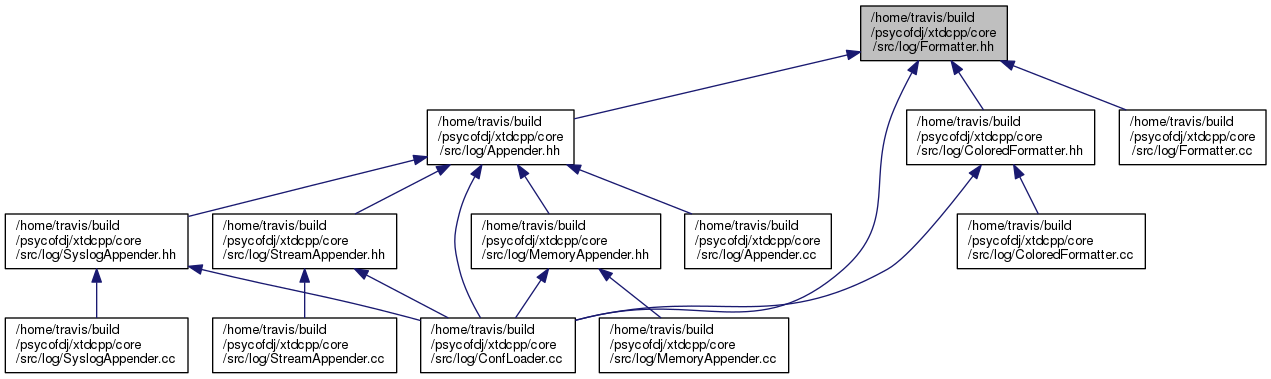 /home/travis/build
/psycofdj/xtdcpp/core
/src/log/Formatter.hh
/home/travis/build
/psycofdj/xtdcpp/core
/src/log/Appender.hh
/home/travis/build
/psycofdj/xtdcpp/core
/src/log/ColoredFormatter.hh
/home/travis/build
/psycofdj/xtdcpp/core
/src/log/Formatter.cc
/home/travis/build
/psycofdj/xtdcpp/core
/src/log/SyslogAppender.hh
/home/travis/build
/psycofdj/xtdcpp/core
/src/log/StreamAppender.hh
/home/travis/build
/psycofdj/xtdcpp/core
/src/log/MemoryAppender.hh
/home/travis/build
/psycofdj/xtdcpp/core
/src/log/Appender.cc
/home/travis/build
/psycofdj/xtdcpp/core
/src/log/ColoredFormatter.cc
/home/travis/build
/psycofdj/xtdcpp/core
/src/log/SyslogAppender.cc
/home/travis/build
/psycofdj/xtdcpp/core
/src/log/StreamAppender.cc
/home/travis/build
/psycofdj/xtdcpp/core
/src/log/ConfLoader.cc
/home/travis/build
/psycofdj/xtdcpp/core
/src/log/MemoryAppender.cc